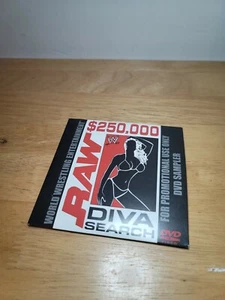 WORLD WRESTLING ENTERTAINMENT'S
$250,000
RAW
DIVA
SEARCH
FOR PROMOTIONAL USE ONLY
DVD SAMPLER
DVD